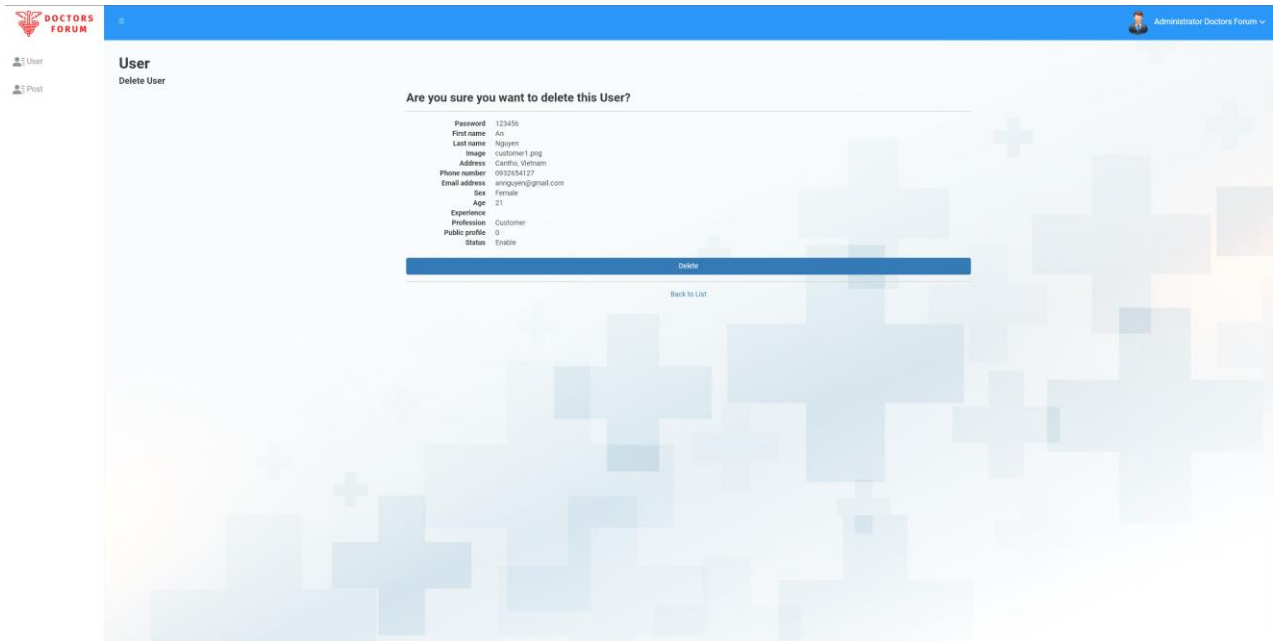 DOCTORS
FORUM
Administrator Doctors Forum
User
Post
User
Delete User
Are you sure you want to delete this User?
Password 123456
First name An
Last name Nguyen
Image customer1.png
Address Cantho, Vietnam
Phone number 0932654127
Email address annguyen@gmail.com
Sex Female
Age 21
Experience
Profession Customer
Public profile 0
Status Enable
Delete
Back to List